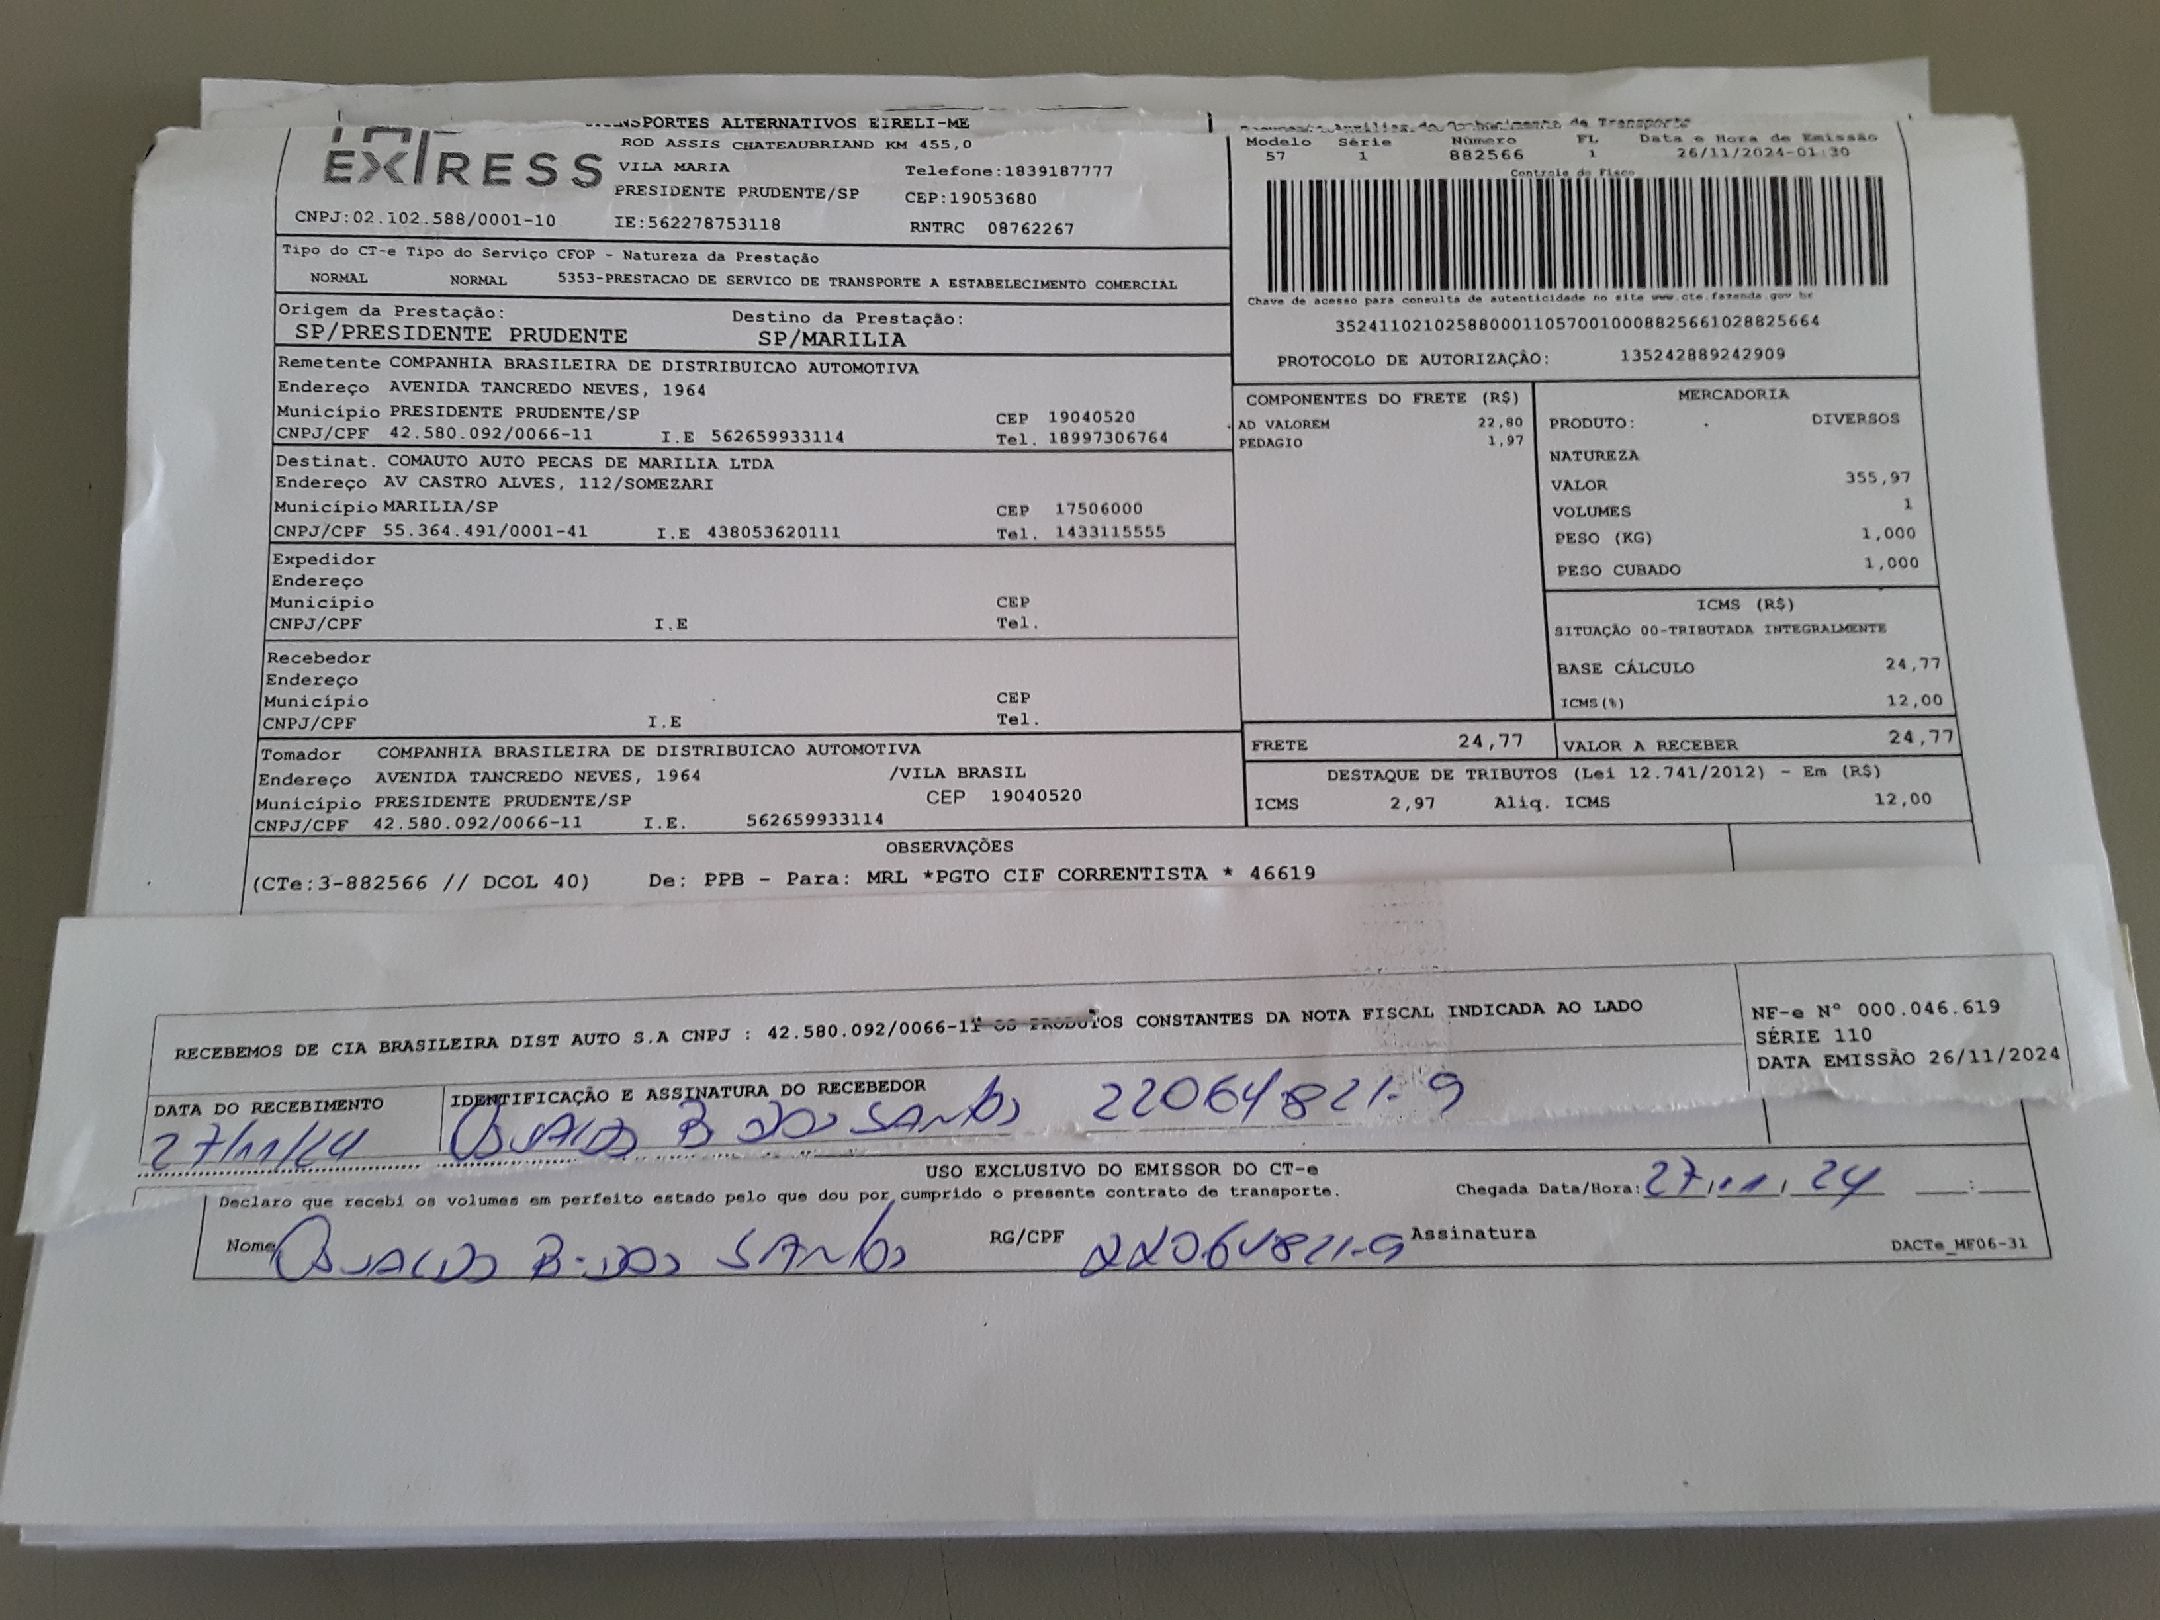 EXPRESS
TRANSPORTES ALTERNATIVOS EIRELI-ME
ROD ASSIS CHATEAUBRIAND KM 455,0
VILA MARIA Telefone:1839187777
PRESIDENTE PRUDENTE/SP CEP:19053680
CNPJ:02.102.588/0001-10 IE:562278753118 RNTRC 08762267
Modelo Série Número FL Data e Hora de Emissão
57 1 882566 1 26/11/2024-01:30
Controle do Fisco
Tipo do CT-e Tipo do Serviço CFOP - Natureza da Prestação
NORMAL NORMAL 5353-PRESTACAO DE SERVICO DE TRANSPORTE A ESTABELECIMENTO COMERCIAL
Chave de acesso para consulta de autenticidade no site www.cte.fazenda.gov br
35241102102588000110570010008825661028825664
PROTOCOLO DE AUTORIZAÇÃO: 135242889242909
Origem da Prestação: Destino da Prestação:
SP/PRESIDENTE PRUDENTE SP/MARILIA
Remetente COMPANHIA BRASILEIRA DE DISTRIBUICAO AUTOMOTIVA
Endereço AVENIDA TANCREDO NEVES, 1964
Município PRESIDENTE PRUDENTE/SP CEP 19040520
CNPJ/CPF 42.580.092/0066-11 I.E 562659933114 Tel. 18997306764
Destinat. COMAUTO AUTO PECAS DE MARILIA LTDA
Endereço AV CASTRO ALVES, 112/SOMEZARI
Município MARILIA/SP CEP 17506000
CNPJ/CPF 55.364.491/0001-41 I.E 438053620111 Tel. 1433115555
Expedidor
Endereço
Município CEP
CNPJ/CPF I.E Tel.
Recebedor
Endereço
Município CEP
CNPJ/CPF I.E Tel.
Tomador COMPANHIA BRASILEIRA DE DISTRIBUICAO AUTOMOTIVA
Endereço AVENIDA TANCREDO NEVES, 1964 /VILA BRASIL
Município PRESIDENTE PRUDENTE/SP CEP 19040520
CNPJ/CPF 42.580.092/0066-11 I.E. 562659933114
COMPONENTES DO FRETE (R$)
AD VALOREM 22,80
PEDAGIO 1,97
MERCADORIA
PRODUTO: DIVERSOS
NATUREZA
VALOR 355,97
VOLUMES 1
PESO (KG) 1,000
PESO CUBADO 1,000
ICMS (R$)
SITUAÇÃO 00-TRIBUTADA INTEGRALMENTE
BASE CÁLCULO 24,77
ICMS(%) 12,00
FRETE 24,77 VALOR A RECEBER 24,77
DESTAQUE DE TRIBUTOS (Lei 12.741/2012) - Em (R$)
ICMS 2,97 Aliq. ICMS 12,00
OBSERVAÇÕES
(CTe:3-882566 // DCOL 40) De: PPB - Para: MRL *PGTO CIF CORRENTISTA * 46619
RECEBEMOS DE CIA BRASILEIRA DIST AUTO S.A CNPJ : 42.580.092/0066-11 OS PRODUTOS CONSTANTES DA NOTA FISCAL INDICADA AO LADO
NF-e Nº 000.046.619
SÉRIE 110
DATA EMISSÃO 26/11/2024
DATA DO RECEBIMENTO IDENTIFICAÇÃO E ASSINATURA DO RECEBEDOR
27/11/24 Osvaldo B dos Santos 22064821-9
USO EXCLUSIVO DO EMISSOR DO CT-e
Declaro que recebi os volumes em perfeito estado pelo que dou por cumprido o presente contrato de transporte. Chegada Data/Hora: 27/11/24 __:__
Nome Osvaldo B. dos Santos RG/CPF 22064821-9 Assinatura
DACTe_MF06-31